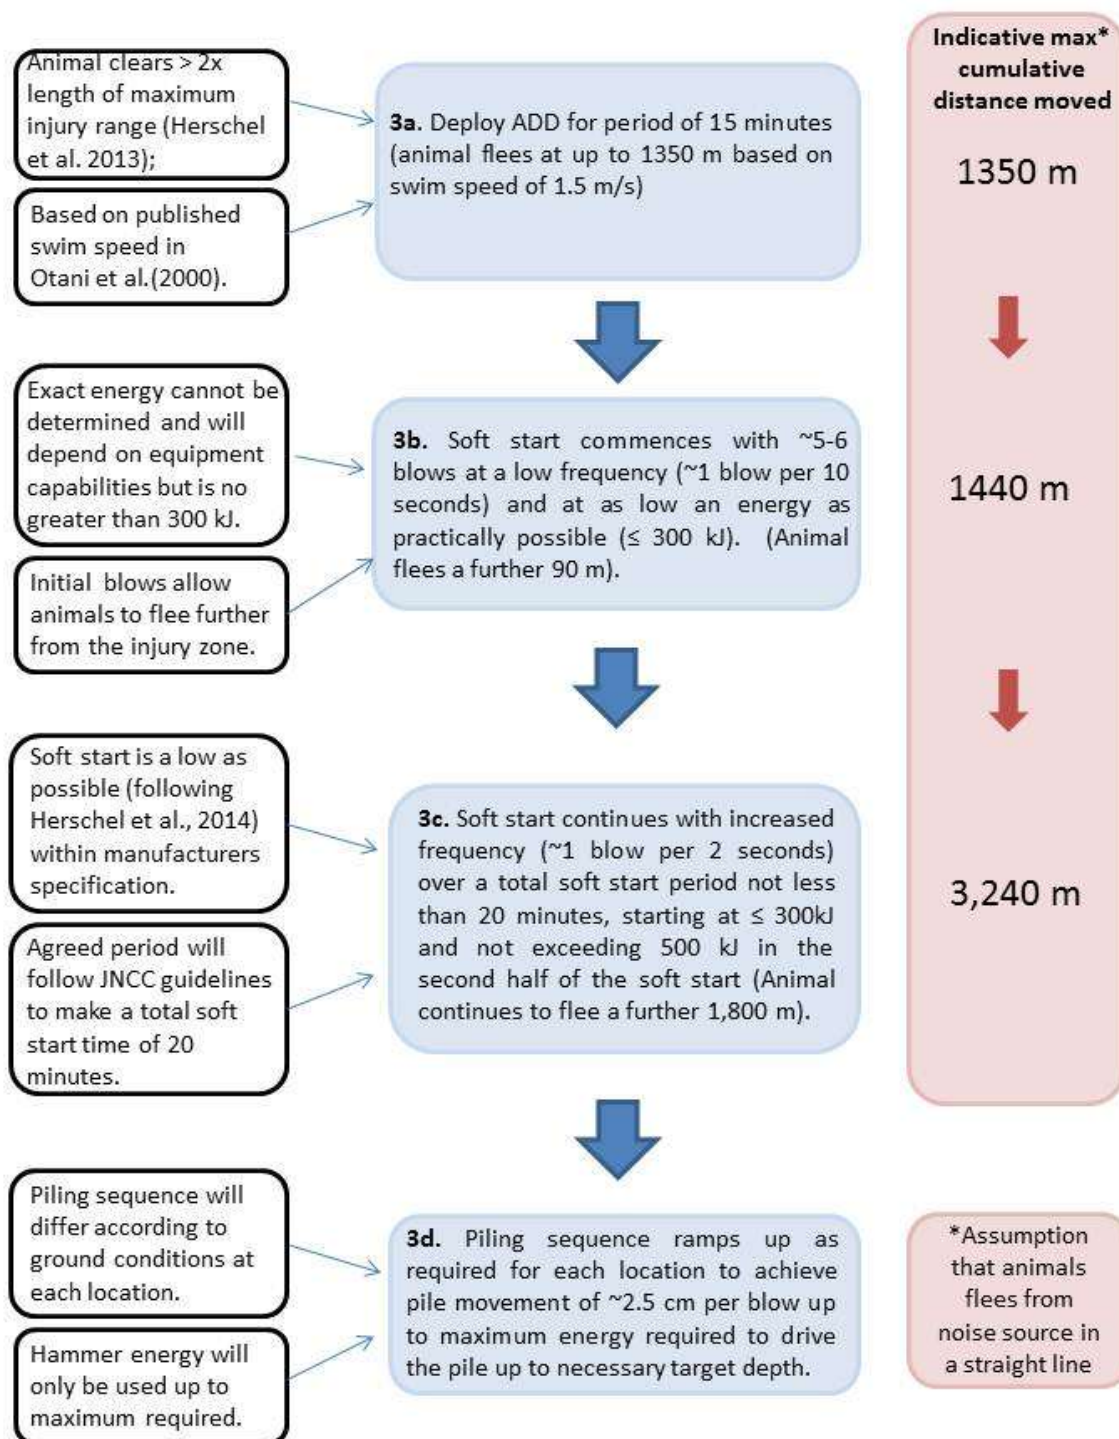 Animal clears > 2x
length of maximum
injury range (Herschel
et al. 2013);
Based on published
swim speed in
Otani et al.(2000).
3a. Deploy ADD for period of 15 minutes
(animal flees at up to 1350 m based on
swim speed of 1.5 m/s)
Indicative max*
cumulative
distance moved
1350 m
Exact energy cannot be
determined and will
depend on equipment
capabilities but is no
greater than 300 kJ.
Initial blows allow
animals to flee further
from the injury zone.
3b. Soft start commences with ~5-6
blows at a low frequency (~1 blow per 10
seconds) and at as low an energy as
practically possible (≤ 300 kJ). (Animal
flees a further 90 m).
1440 m
Soft start is a low as
possible (following
Herschel et al., 2014)
within manufacturers
specification.
Agreed period will
follow JNCC guidelines
to make a total soft
start time of 20
minutes.
3c. Soft start continues with increased
frequency (~1 blow per 2 seconds)
over a total soft start period not less
than 20 minutes, starting at ≤ 300kJ
and not exceeding 500 kJ in the
second half of the soft start (Animal
continues to flee a further 1,800 m).
3,240 m
Piling sequence will
differ according to
ground conditions at
each location.
Hammer energy will
only be used up to
maximum required.
3d. Piling sequence ramps up as
required for each location to achieve
pile movement of ~2.5 cm per blow up
to maximum energy required to drive
the pile up to necessary target depth.
*Assumption
that animals
flees from
noise source in
a straight line